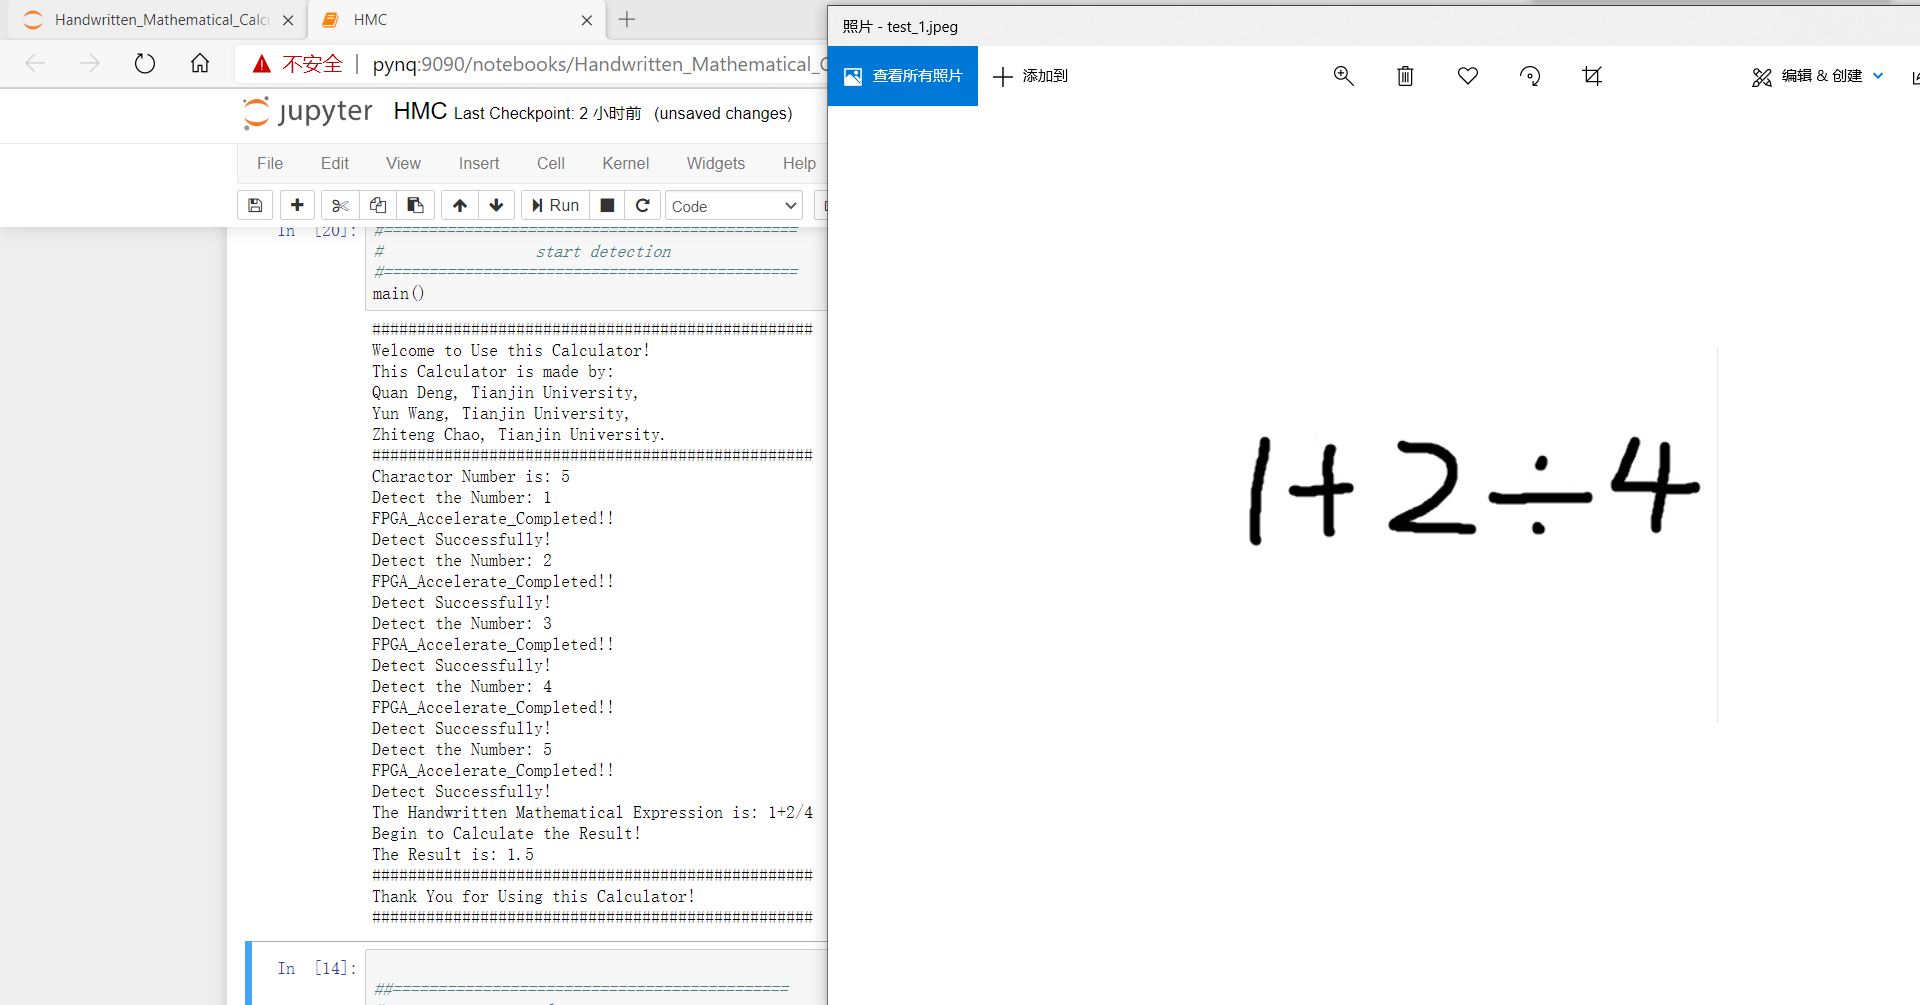 Handwritten_Mathematical_Calc
HMC
不安全 | pynq:9090/notebooks/Handwritten_Mathematical_C
jupyter HMC Last Checkpoint: 2 小时前 (unsaved changes)
File Edit View Insert Cell Kernel Widgets Help
Run Code
In [20]: #==============================================
# start detection
#==============================================
main()
#################################################
Welcome to Use this Calculator!
This Calculator is made by:
Quan Deng, Tianjin University,
Yun Wang, Tianjin University,
Zhiteng Chao, Tianjin University.
#################################################
Charactor Number is: 5
Detect the Number: 1
FPGA_Accelerate_Completed!!
Detect Successfully!
Detect the Number: 2
FPGA_Accelerate_Completed!!
Detect Successfully!
Detect the Number: 3
FPGA_Accelerate_Completed!!
Detect Successfully!
Detect the Number: 4
FPGA_Accelerate_Completed!!
Detect Successfully!
Detect the Number: 5
FPGA_Accelerate_Completed!!
Detect Successfully!
The Handwritten Mathematical Expression is: 1+2/4
Begin to Calculate the Result!
The Result is: 1.5
#################################################
Thank You for Using this Calculator!
#################################################
In [14]:
##============================================
照片 - test_1.jpeg
查看所有照片 添加到 编辑 & 创建
1+2÷4